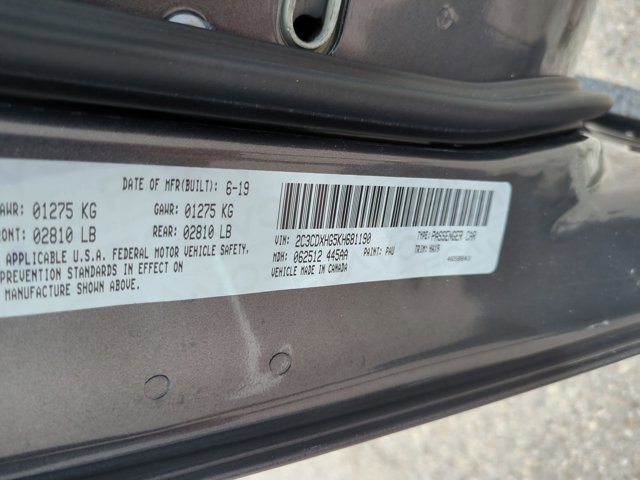 DATE OF MFR(BUILT): 6-19
GAWR: 01275 KG GAWR: 01275 KG
FRONT: 02810 LB REAR: 02810 LB
APPLICABLE U.S.A. FEDERAL MOTOR VEHICLE SAFETY,
PREVENTION STANDARDS IN EFFECT ON
MANUFACTURE SHOWN ABOVE.
VIN: 2C3CDXHG5KH681190 TYPE: PASSENGER CAR
MDH: 062512 445AA PAINT: PAU TRIM: HAX9
VEHICLE MADE IN CANADA